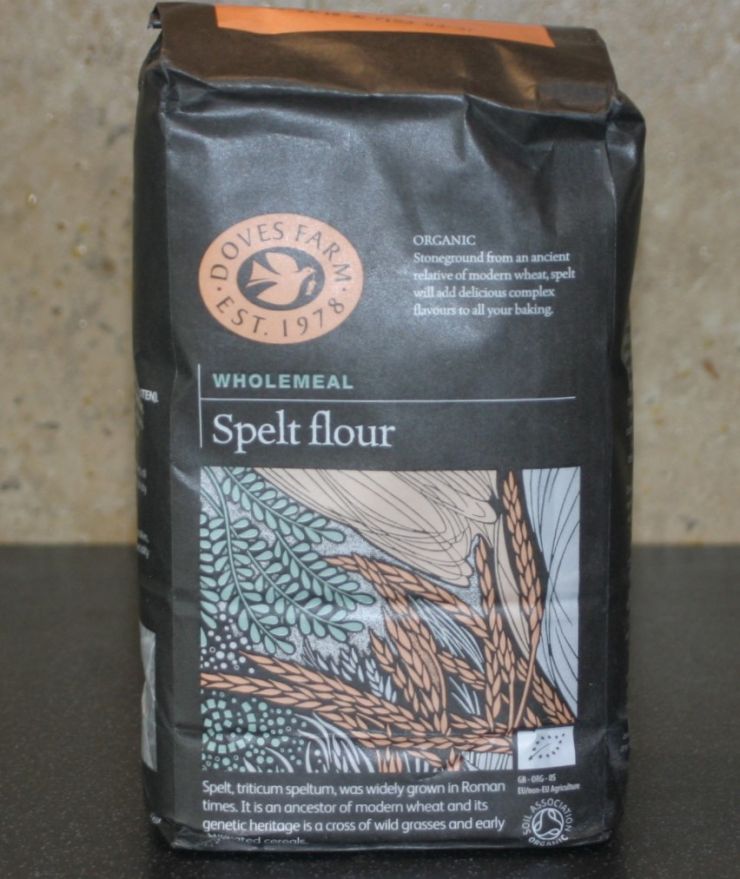 DOVES FARM
EST. 1978
ORGANIC
Stoneground from an ancient
relative of modern wheat, spelt
will add delicious complex
flavours to all your baking.
WHOLEMEAL
Spelt flour
Spelt, triticum speltum, was widely grown in Roman
times. It is an ancestor of modern wheat and its
genetic heritage is a cross of wild grasses and early
cereals.
GB-ORG-05
EU/non-EU Agriculture
SOIL ASSOCIATION
ORGANIC